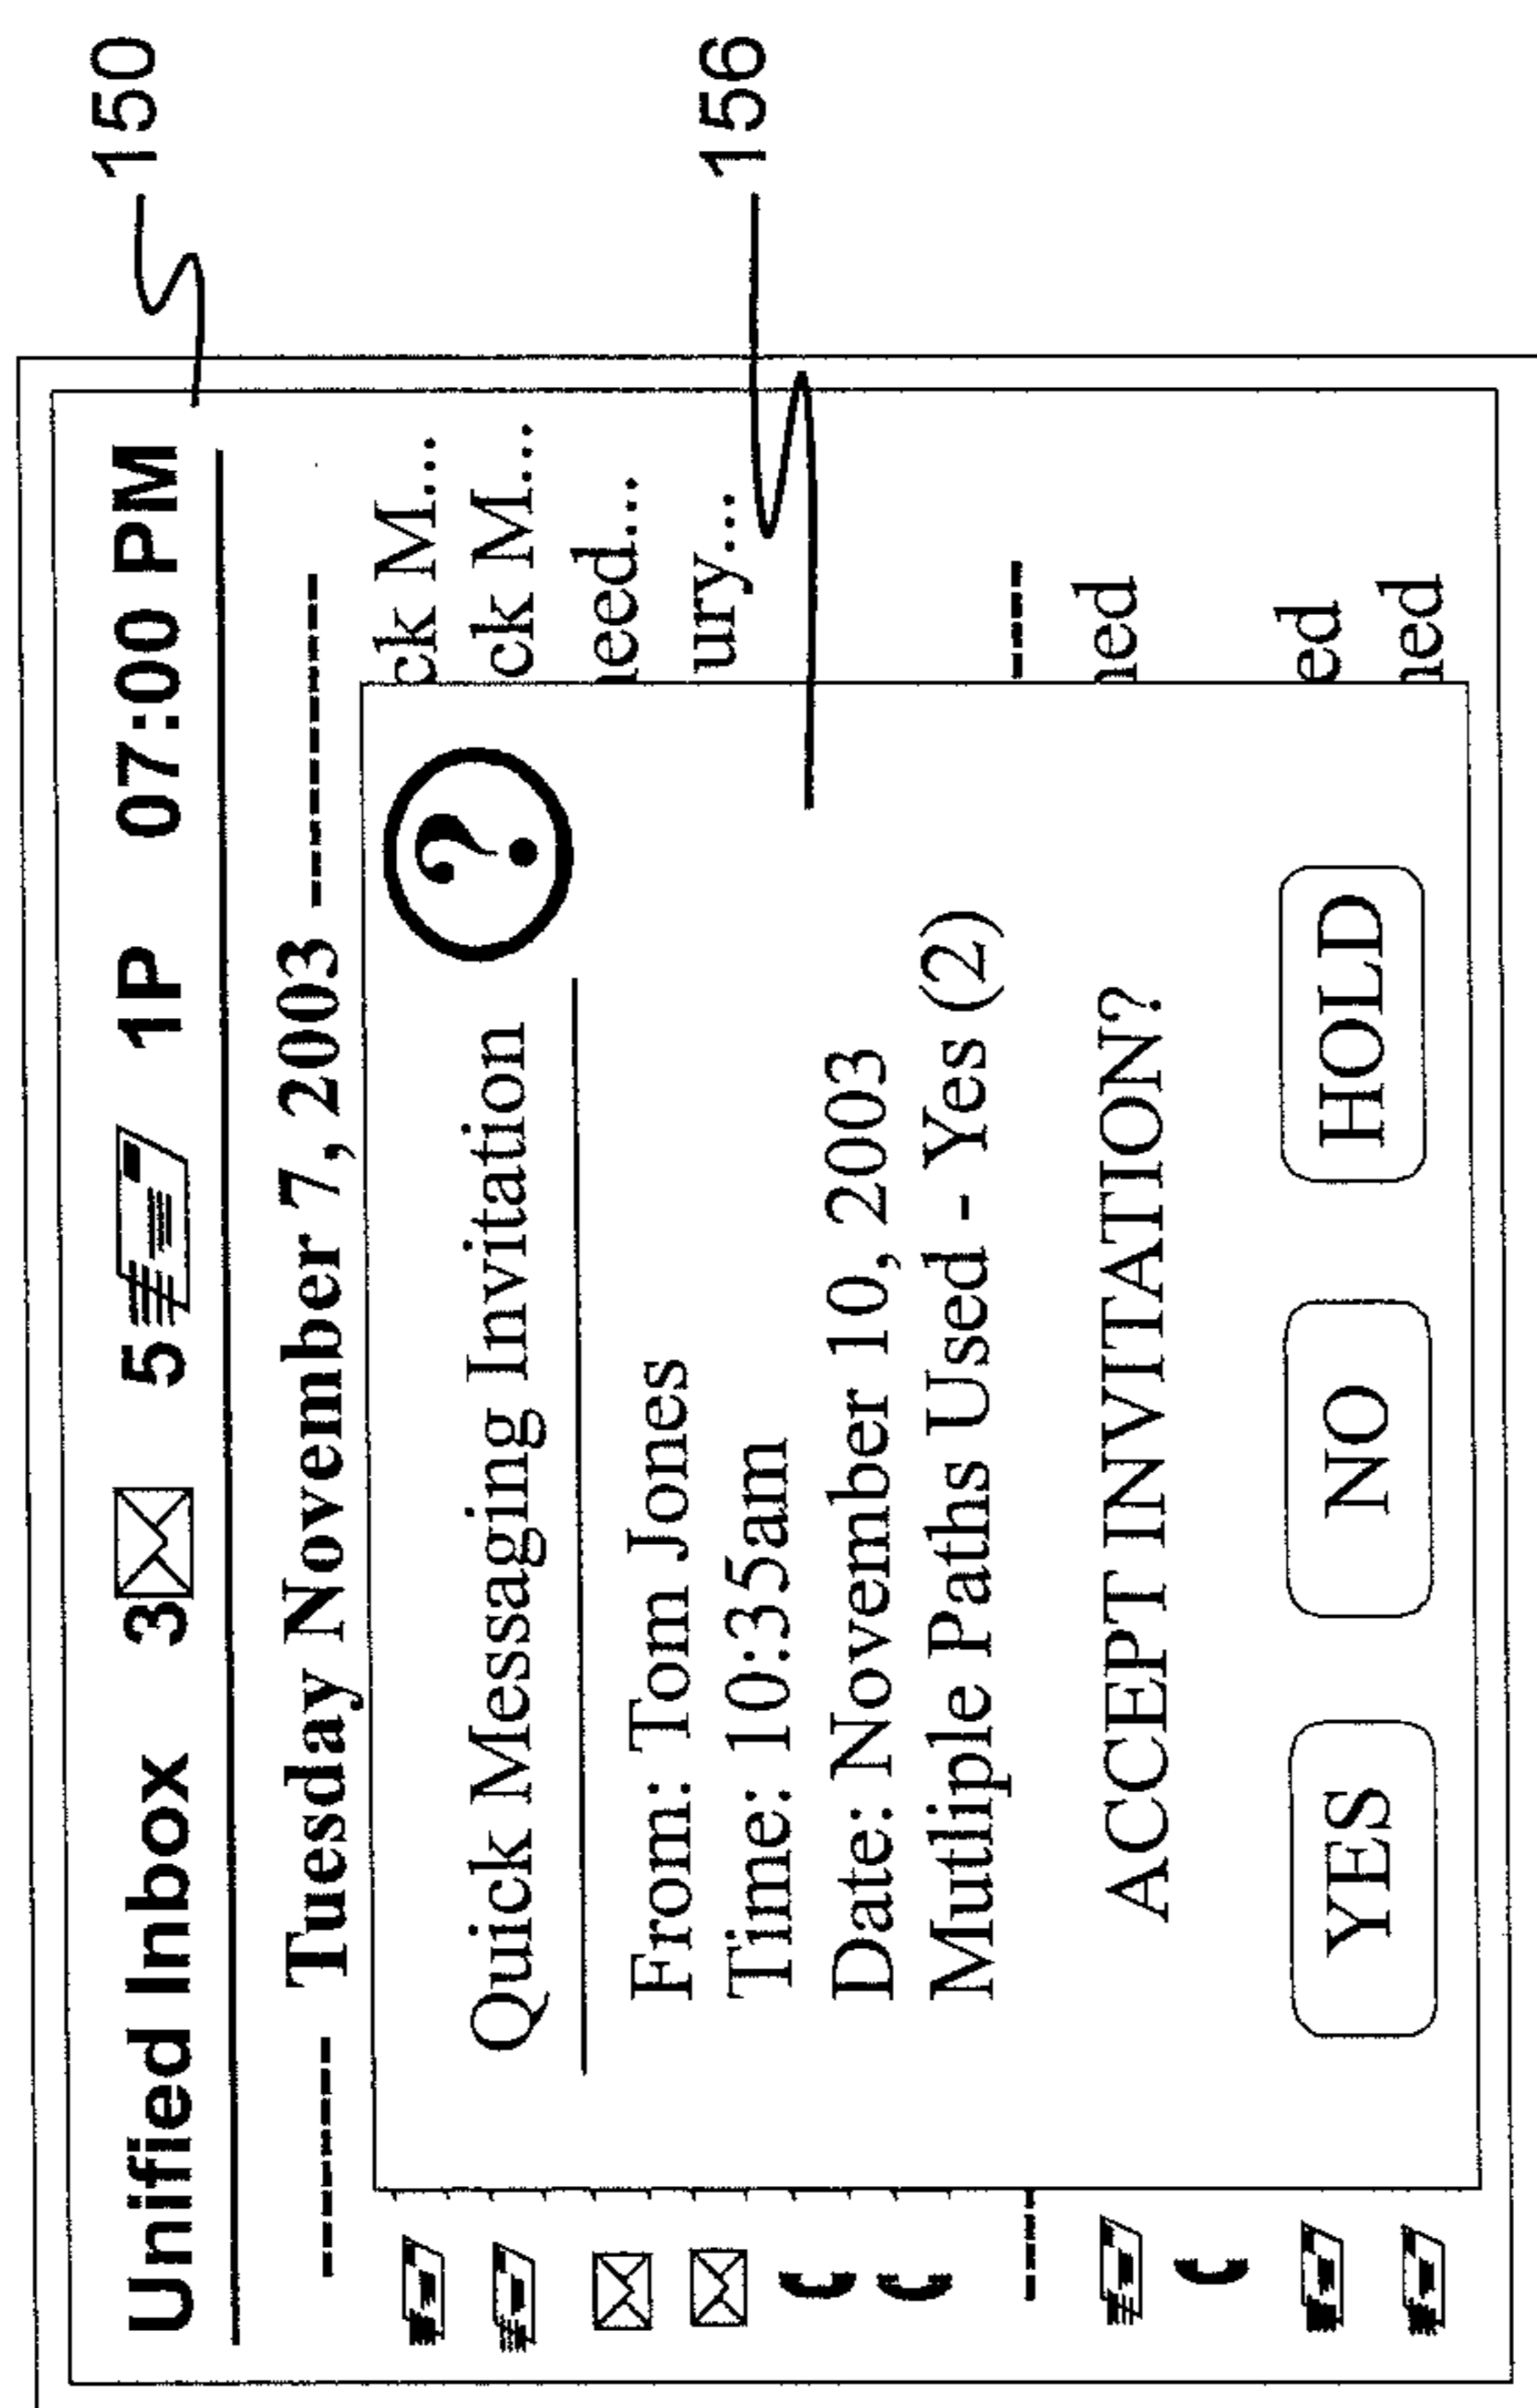 Unified Inbox 3 5 1P 07:00 PM
150
-------- Tuesday November 7, 2003 -----------
ck M...
ck M...
eed...
ury...
Quick Messaging Invitation ?
From: Tom Jones
Time: 10:35am
156
Date: November 10, 2003
Mutliple Paths Used - Yes (2)
ACCEPT INVITATION?
ned
YES NO HOLD
ed
ned